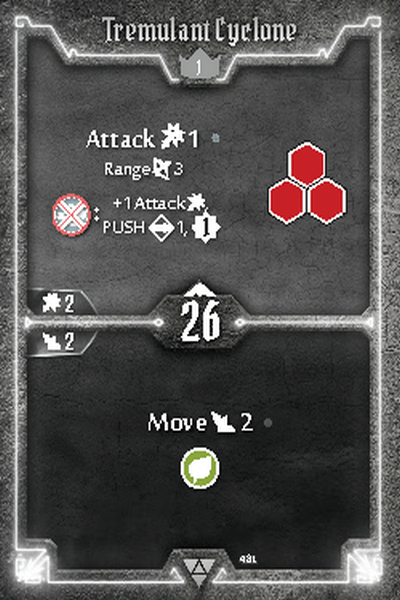 Tremulant Cyclone
1
Attack 1
Range 3
: +1 Attack,
PUSH 1, 1
2
26
2
Move 2
481